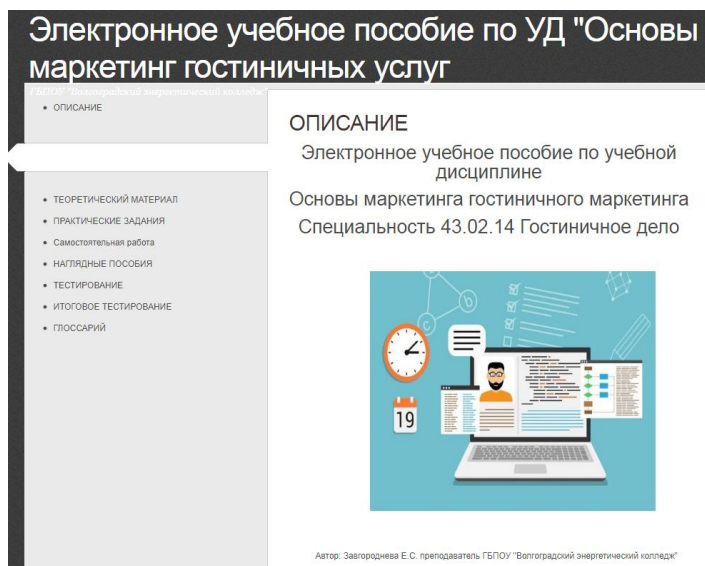 Электронное учебное пособие по УД "Основы
маркетинг гостиничных услуг
ГБПОУ "Волгоградский энергетический колледж"
• ОПИСАНИЕ
• ТЕОРЕТИЧЕСКИЙ МАТЕРИАЛ
• ПРАКТИЧЕСКИЕ ЗАДАНИЯ
• Самостоятельная работа
• НАГЛЯДНЫЕ ПОСОБИЯ
• ТЕСТИРОВАНИЕ
• ИТОГОВОЕ ТЕСТИРОВАНИЕ
• ГЛОССАРИЙ
ОПИСАНИЕ
Электронное учебное пособие по учебной
дисциплине
Основы маркетинга гостиничного маркетинга
Специальность 43.02.14 Гостиничное дело
b
c
19
Автор: Завгороднева Е.С. преподаватель ГБПОУ "Волгоградский энергетический колледж"